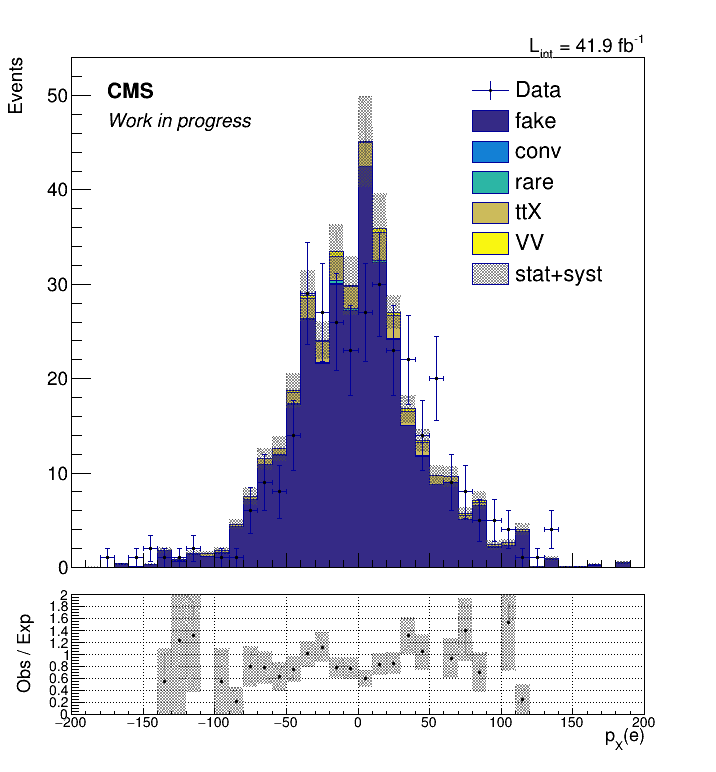 L_int = 41.9 fb^-1
Events
CMS
Work in progress
Data
fake
conv
rare
ttX
VV
stat+syst
50
40
30
20
10
0
Obs / Exp
2
1.8
1.6
1.4
1.2
1
0.8
0.6
0.4
0.2
0
−200 −150 −100 −50 0 50 100 150 200
p_X(e)